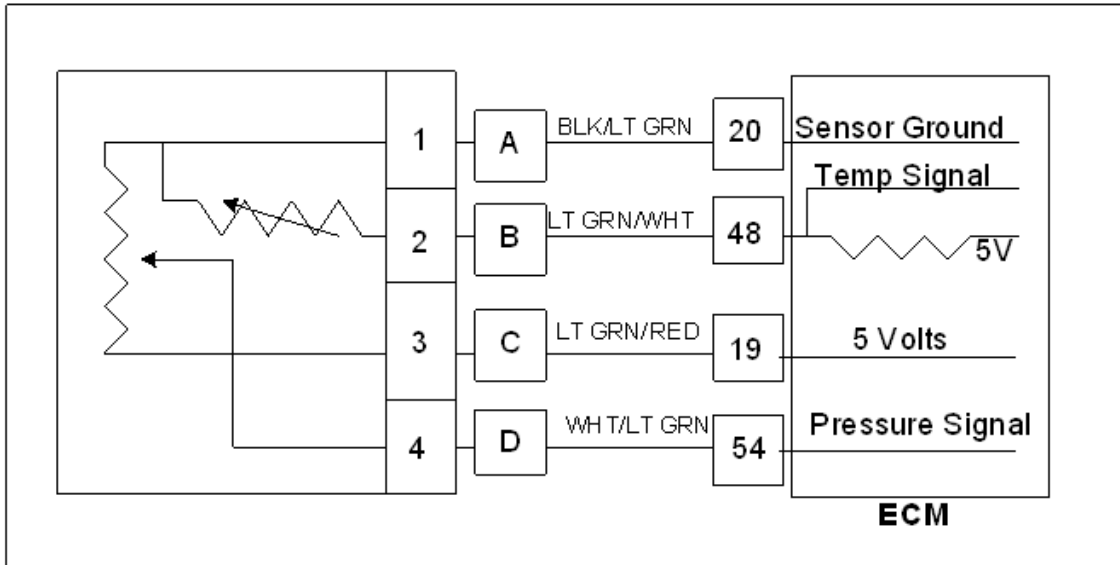 1 A BLK/LT GRN 20 Sensor Ground
Temp Signal
2 B LT GRN/WHT 48 5V
3 C LT GRN/RED 19 5 Volts
4 D WHT/LT GRN 54 Pressure Signal
ECM